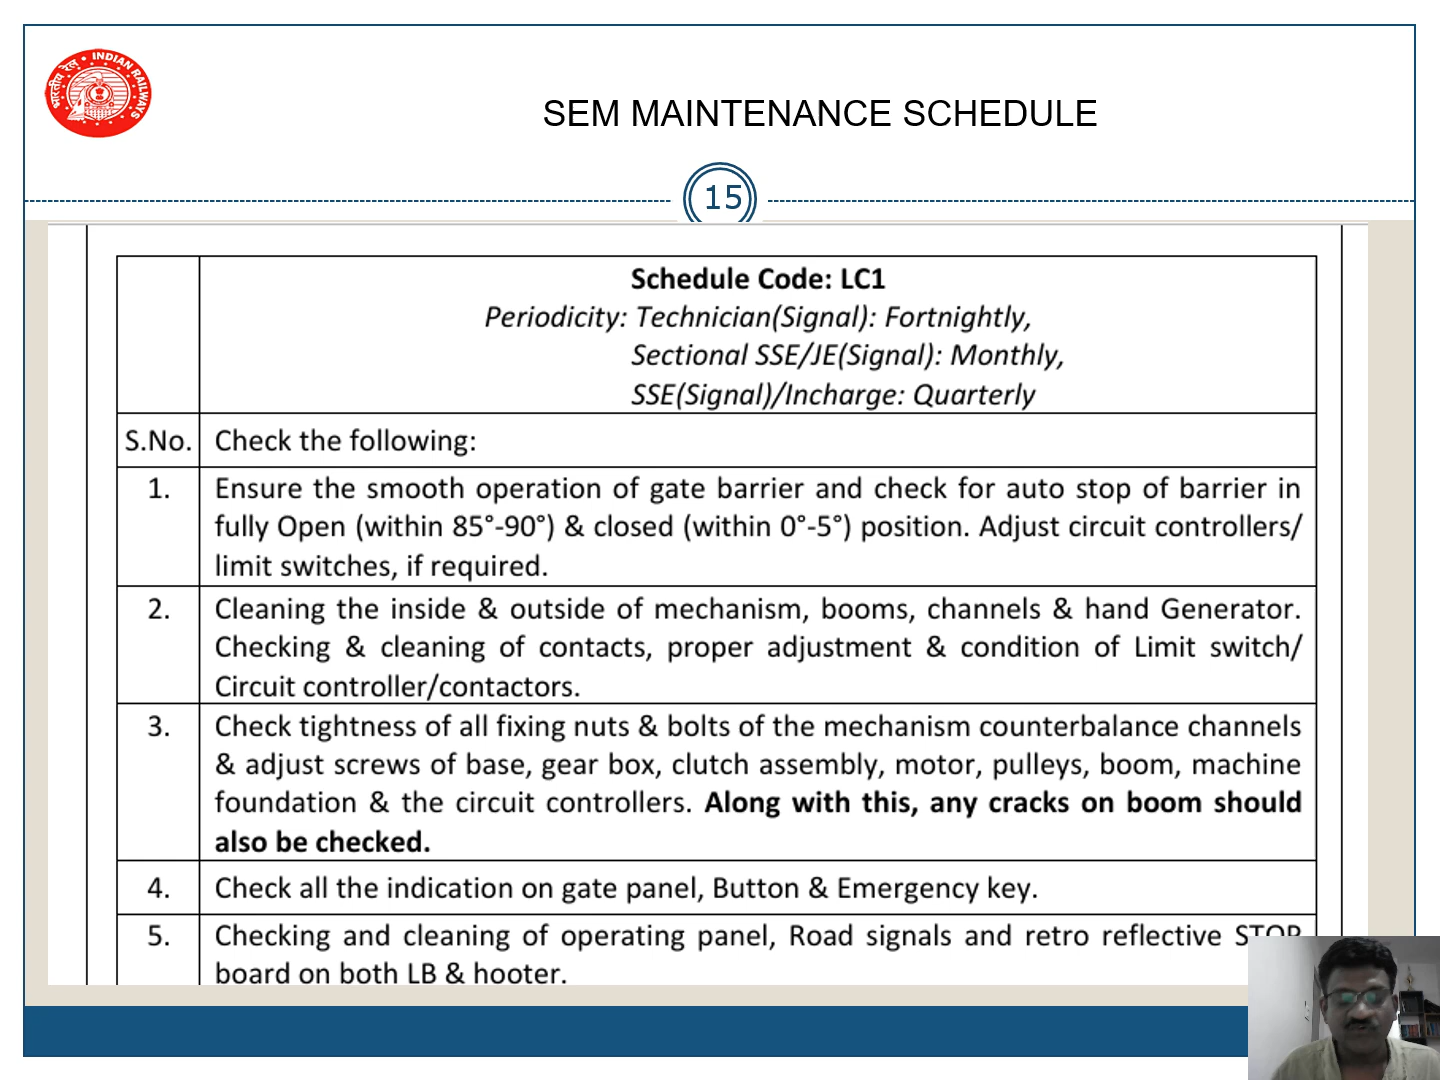 भारतीय रेल • INDIAN RAILWAYS
SEM MAINTENANCE SCHEDULE
15
Schedule Code: LC1
Periodicity: Technician(Signal): Fortnightly,
Sectional SSE/JE(Signal): Monthly,
SSE(Signal)/Incharge: Quarterly
S.No. Check the following:
1. Ensure the smooth operation of gate barrier and check for auto stop of barrier in
fully Open (within 85°-90°) & closed (within 0°-5°) position. Adjust circuit controllers/
limit switches, if required.
2. Cleaning the inside & outside of mechanism, booms, channels & hand Generator.
Checking & cleaning of contacts, proper adjustment & condition of Limit switch/
Circuit controller/contactors.
3. Check tightness of all fixing nuts & bolts of the mechanism counterbalance channels
& adjust screws of base, gear box, clutch assembly, motor, pulleys, boom, machine
foundation & the circuit controllers. Along with this, any cracks on boom should
also be checked.
4. Check all the indication on gate panel, Button & Emergency key.
5. Checking and cleaning of operating panel, Road signals and retro reflective STOP
board on both LB & hooter.